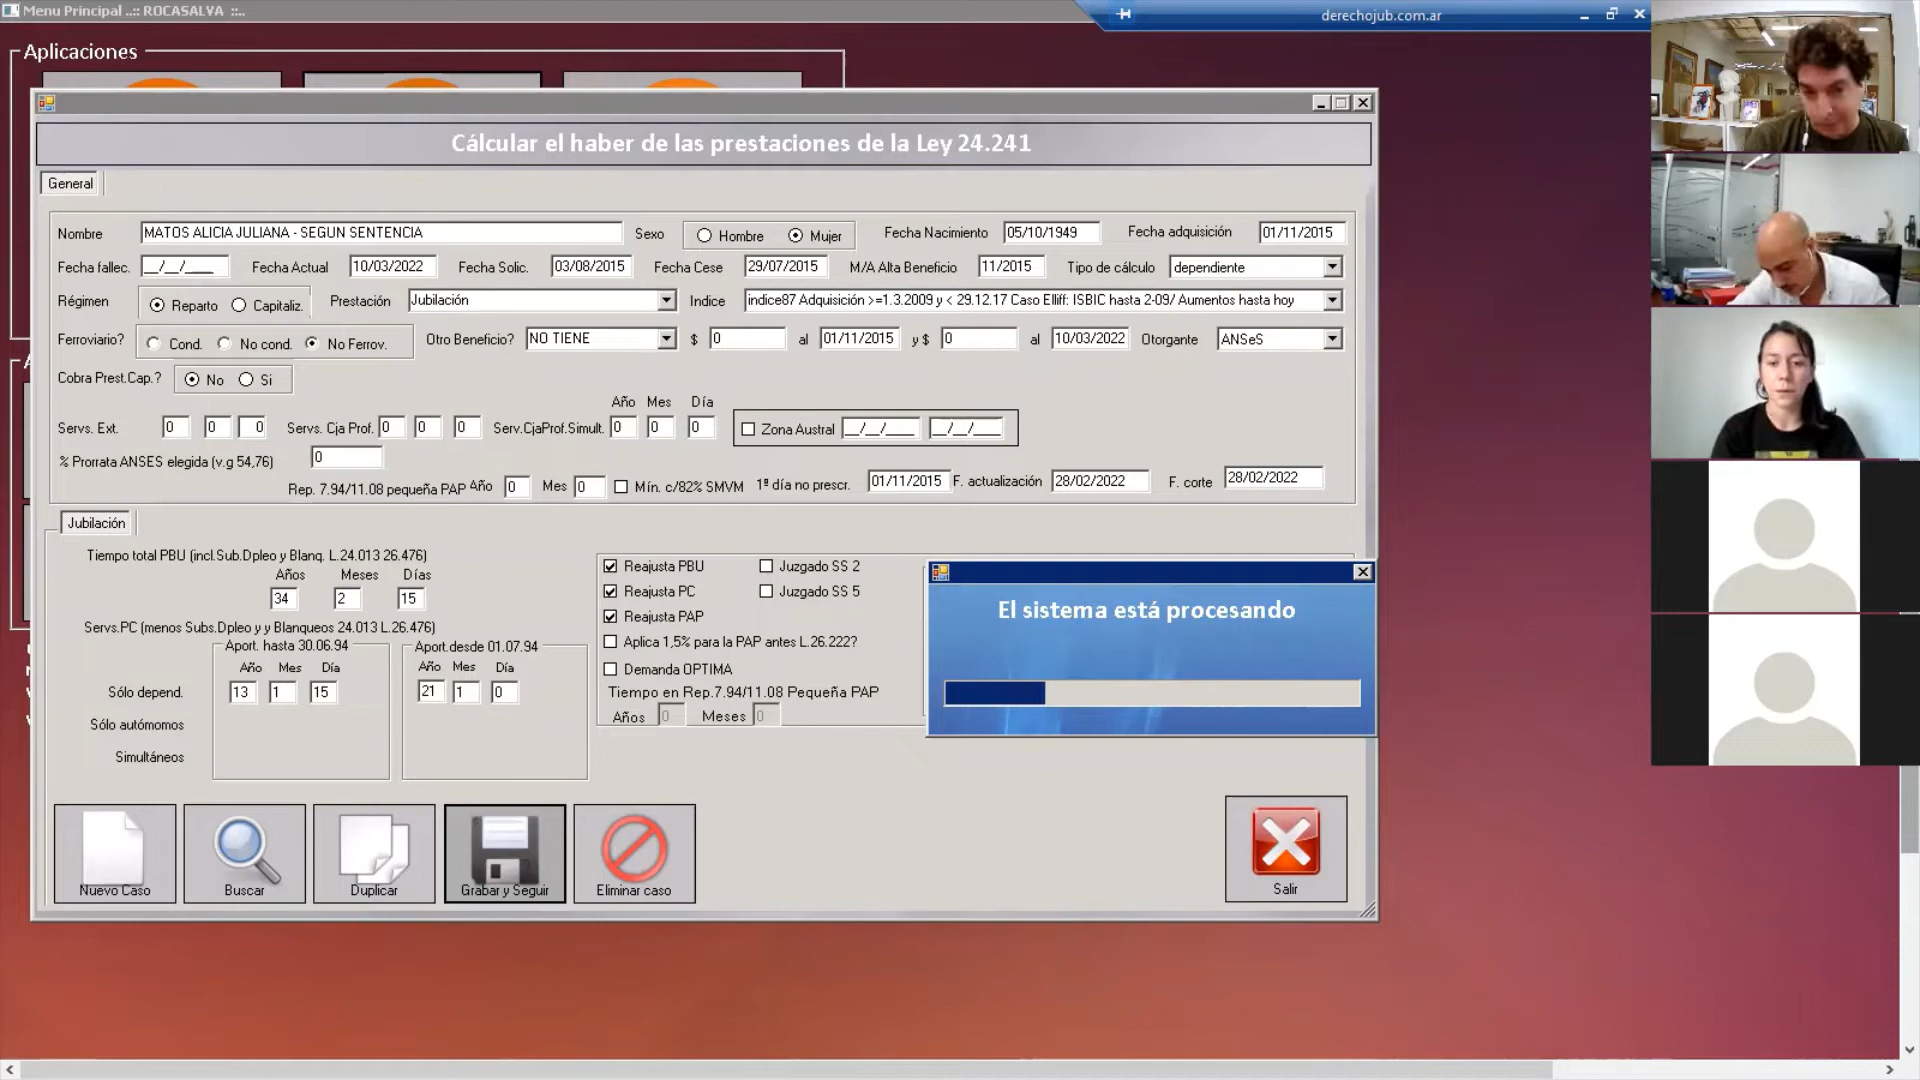 Menu Principal ..:: ROCASALVA ::..
derechojub.com.ar
Aplicaciones
Cálcular el haber de las prestaciones de la Ley 24.241
General
Nombre MATOS ALICIA JULIANA - SEGUN SENTENCIA Sexo Hombre Mujer Fecha Nacimiento 05/10/1949 Fecha adquisición 01/11/2015
Fecha fallec. __/__/____ Fecha Actual 10/03/2022 Fecha Solic. 03/08/2015 Fecha Cese 29/07/2015 M/A Alta Beneficio 11/2015 Tipo de cálculo dependiente
Régimen Reparto Capitaliz. Prestación Jubilación Indice indice87 Adquisición >=1.3.2009 y < 29.12.17 Caso Elliff: ISBIC hasta 2-09/ Aumentos hasta hoy
Ferroviario? Cond. No cond. No Ferrov. Otro Beneficio? NO TIENE $ 0 al 01/11/2015 y $ 0 al 10/03/2022 Otorgante ANSeS
Cobra Prest.Cap.? No Si
Año Mes Día
Servs. Ext. 0 0 0 Servs. Cja Prof. 0 0 0 Serv.CjaProf.Simult. 0 0 0 Zona Austral __/__/____ __/__/____
% Prorrata ANSES elegida (v.g 54,76) 0
Rep. 7.94/11.08 pequeña PAP Año 0 Mes 0 Mín. c/82% SMVM 1ª día no prescr. 01/11/2015 F. actualización 28/02/2022 F. corte 28/02/2022
Jubilación
Tiempo total PBU (incl.Sub.Dpleo y Blanq. L.24.013 26.476)
Años Meses Días
34 2 15
Servs.PC (menos Subs.Dpleo y y Blanqueos 24.013 L.26.476)
Aport. hasta 30.06.94 Aport.desde 01.07.94
Año Mes Día Año Mes Día
Sólo depend. 13 1 15 21 1 0
Sólo autómomos
Simultáneos
Reajusta PBU Juzgado SS 2
Reajusta PC Juzgado SS 5
Reajusta PAP
Aplica 1,5% para la PAP antes L.26.222?
Demanda OPTIMA
Tiempo en Rep.7.94/11.08 Pequeña PAP
Años 0 Meses 0
El sistema está procesando
Nuevo Caso Buscar Duplicar Grabar y Seguir Eliminar caso Salir